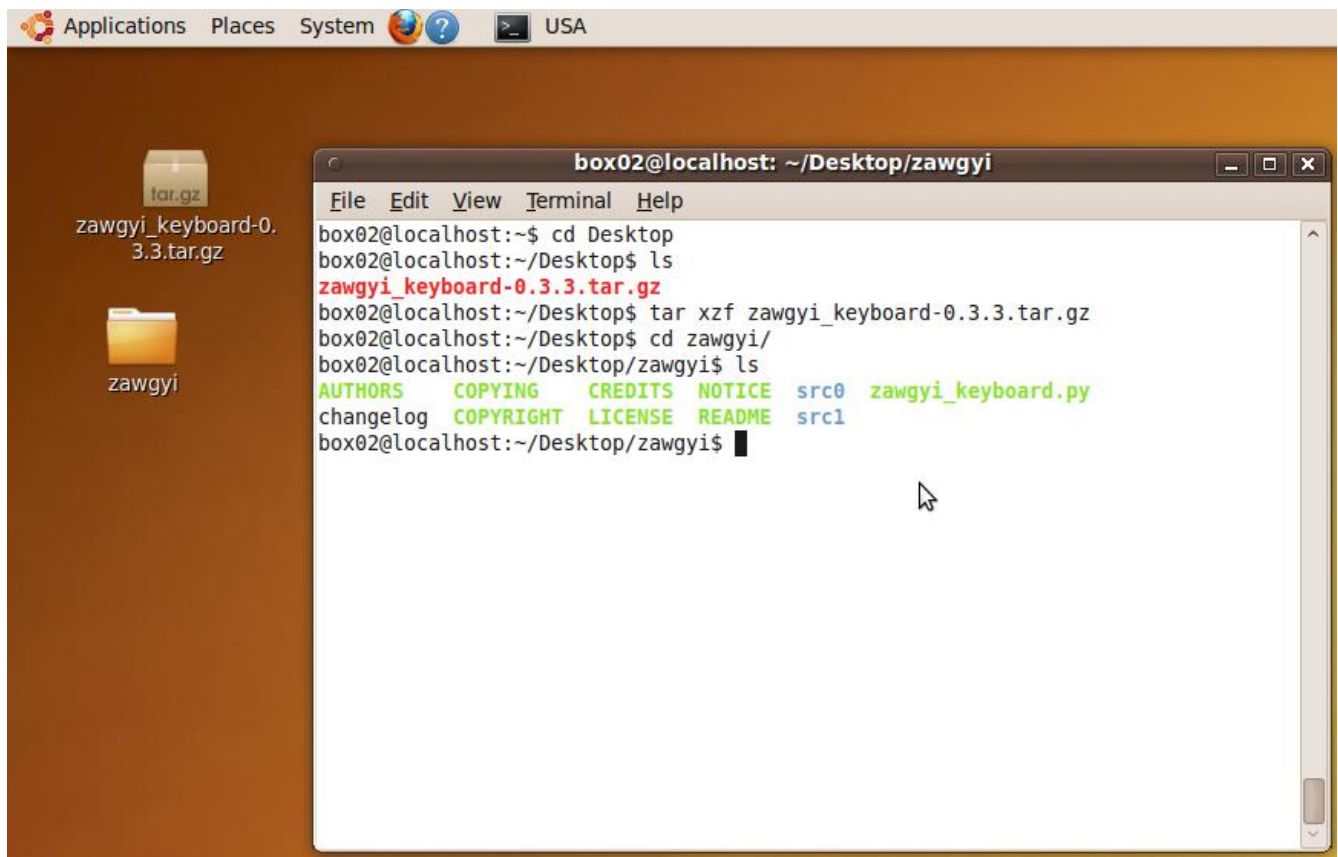 Applications Places System USA
tar.gz
zawgyi_keyboard-0.
3.3.tar.gz
zawgyi
box02@localhost: ~/Desktop/zawgyi
File Edit View Terminal Help
box02@localhost:~$ cd Desktop
box02@localhost:~/Desktop$ ls
zawgyi_keyboard-0.3.3.tar.gz
box02@localhost:~/Desktop$ tar xzf zawgyi_keyboard-0.3.3.tar.gz
box02@localhost:~/Desktop$ cd zawgyi/
box02@localhost:~/Desktop/zawgyi$ ls
AUTHORS COPYING CREDITS NOTICE src0 zawgyi_keyboard.py
changelog COPYRIGHT LICENSE README src1
box02@localhost:~/Desktop/zawgyi$